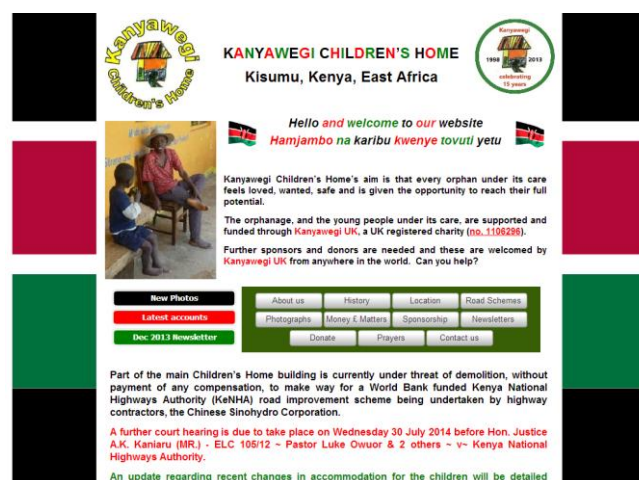 Kanyawegi
Children's Home
KANYAWEGI CHILDREN'S HOME
Kisumu, Kenya, East Africa
Kanyawegi
1998 2013
celebrating
15 years
Hello and welcome to our website
Hamjambo na karibu kwenye tovuti yetu
Kanyawegi Children's Home's aim is that every orphan under its care
feels loved, wanted, safe and is given the opportunity to reach their full
potential.
The orphanage, and the young people under its care, are supported and
funded through Kanyawegi UK, a UK registered charity (no. 1106296).
Further sponsors and donors are needed and these are welcomed by
Kanyawegi UK from anywhere in the world. Can you help?
New Photos
Latest accounts
Dec 2013 Newsletter
About us History Location Road Schemes
Photographs Money £ Matters Sponsorship Newsletters
Donate Prayers Contact us
Part of the main Children's Home building is currently under threat of demolition, without
payment of any compensation, to make way for a World Bank funded Kenya National
Highways Authority (KeNHA) road improvement scheme being undertaken by highway
contractors, the Chinese Sinohydro Corporation.
A further court hearing is due to take place on Wednesday 30 July 2014 before Hon. Justice
A.K. Kaniaru (MR.) - ELC 105/12 ~ Pastor Luke Owuor & 2 others ~ v~ Kenya National
Highways Authority.
An update regarding recent changes in accommodation for the children will be detailed